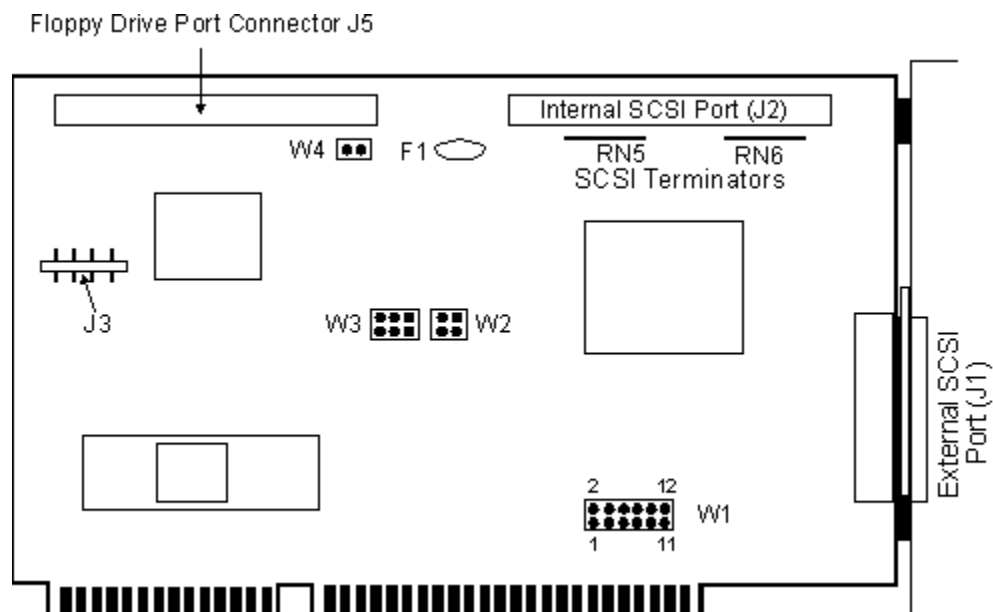 Floppy Drive Port Connector J5
Internal SCSI Port (J2)
W4
F1
RN5
RN6
SCSI Terminators
J3
W3
W2
External SCSI
Port (J1)
2
12
W1
1
11